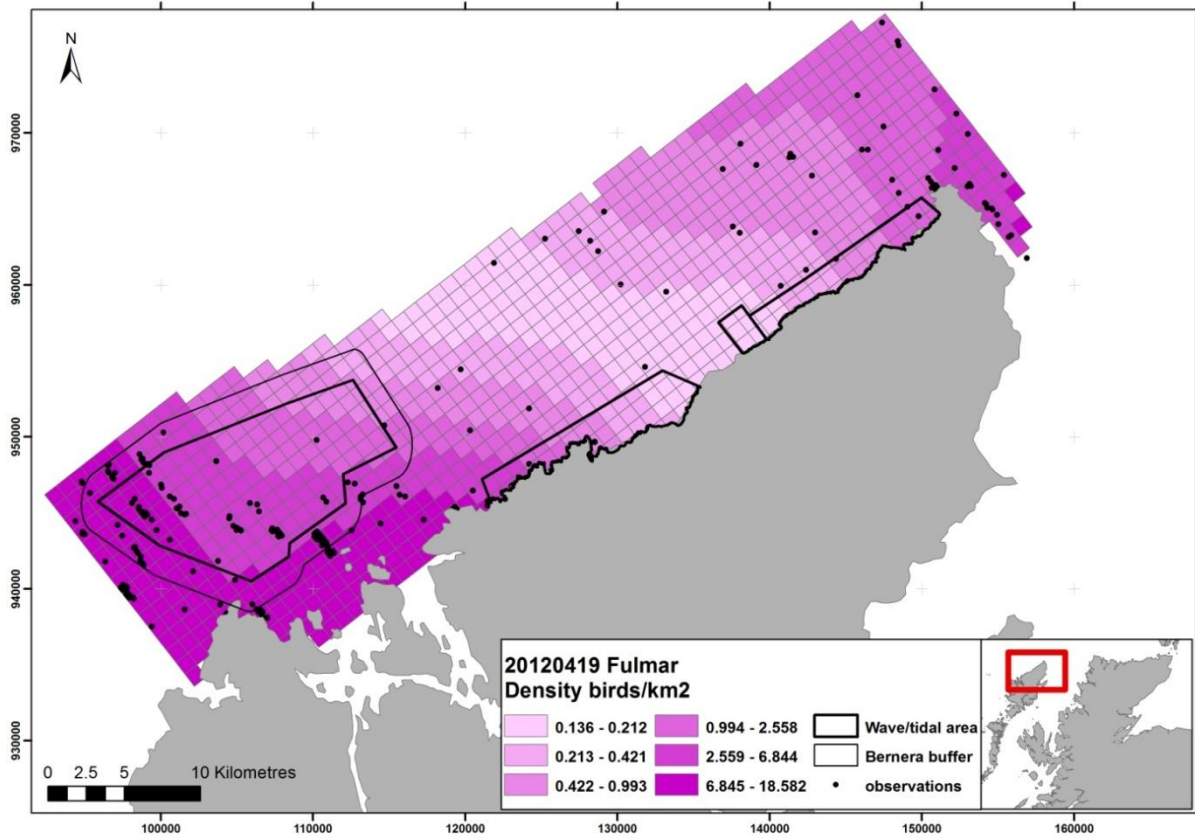 N
970000
960000
950000
940000
930000
20120419 Fulmar
Density birds/km2
0.136 - 0.212
0.994 - 2.558
Wave/tidal area
0.213 - 0.421
2.559 - 6.844
Bernera buffer
0.422 - 0.993
6.845 - 18.582
observations
0 2.5 5 10 Kilometres
100000 110000 120000 130000 140000 150000 160000